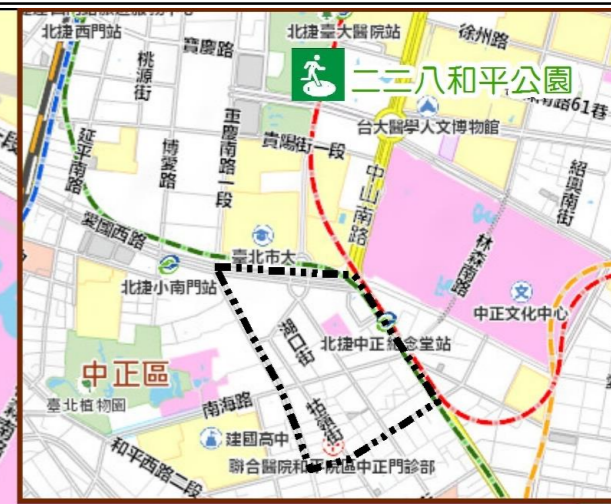 北捷西門站
北捷臺大醫院站
徐州路
寶慶路
桃源街
二二八和平公園
路61巷
台大醫學人文博物館
延平南路
博愛路
重慶南路一段
貴陽街一段
中山南路
紹興南街
愛國西路
臺北市大
林森南路
北捷小南門站
中正文化中心
湖口街
北捷中正紀念堂站
中正區
臺北植物園
南海路
牯嶺街
建國高中
和平西路二段
聯合醫院和平院區中正門診部